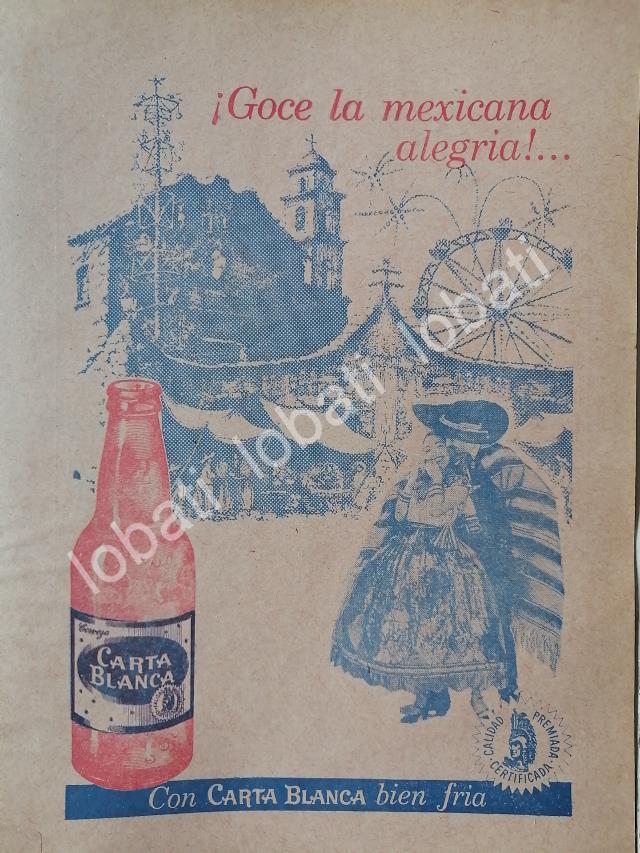 ¡Goce la mexicana
alegria!...
lobati lobati lobati
Cerveza
CARTA
BLANCA
CALIDAD PREMIADA
CERTIFICADA
Con CARTA BLANCA bien fria